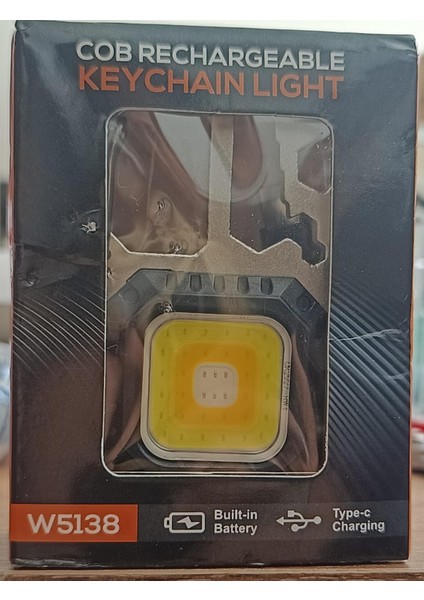 COB RECHARGEABLE
KEYCHAIN LIGHT
W5138
Built-in
Battery
Type-c
Charging